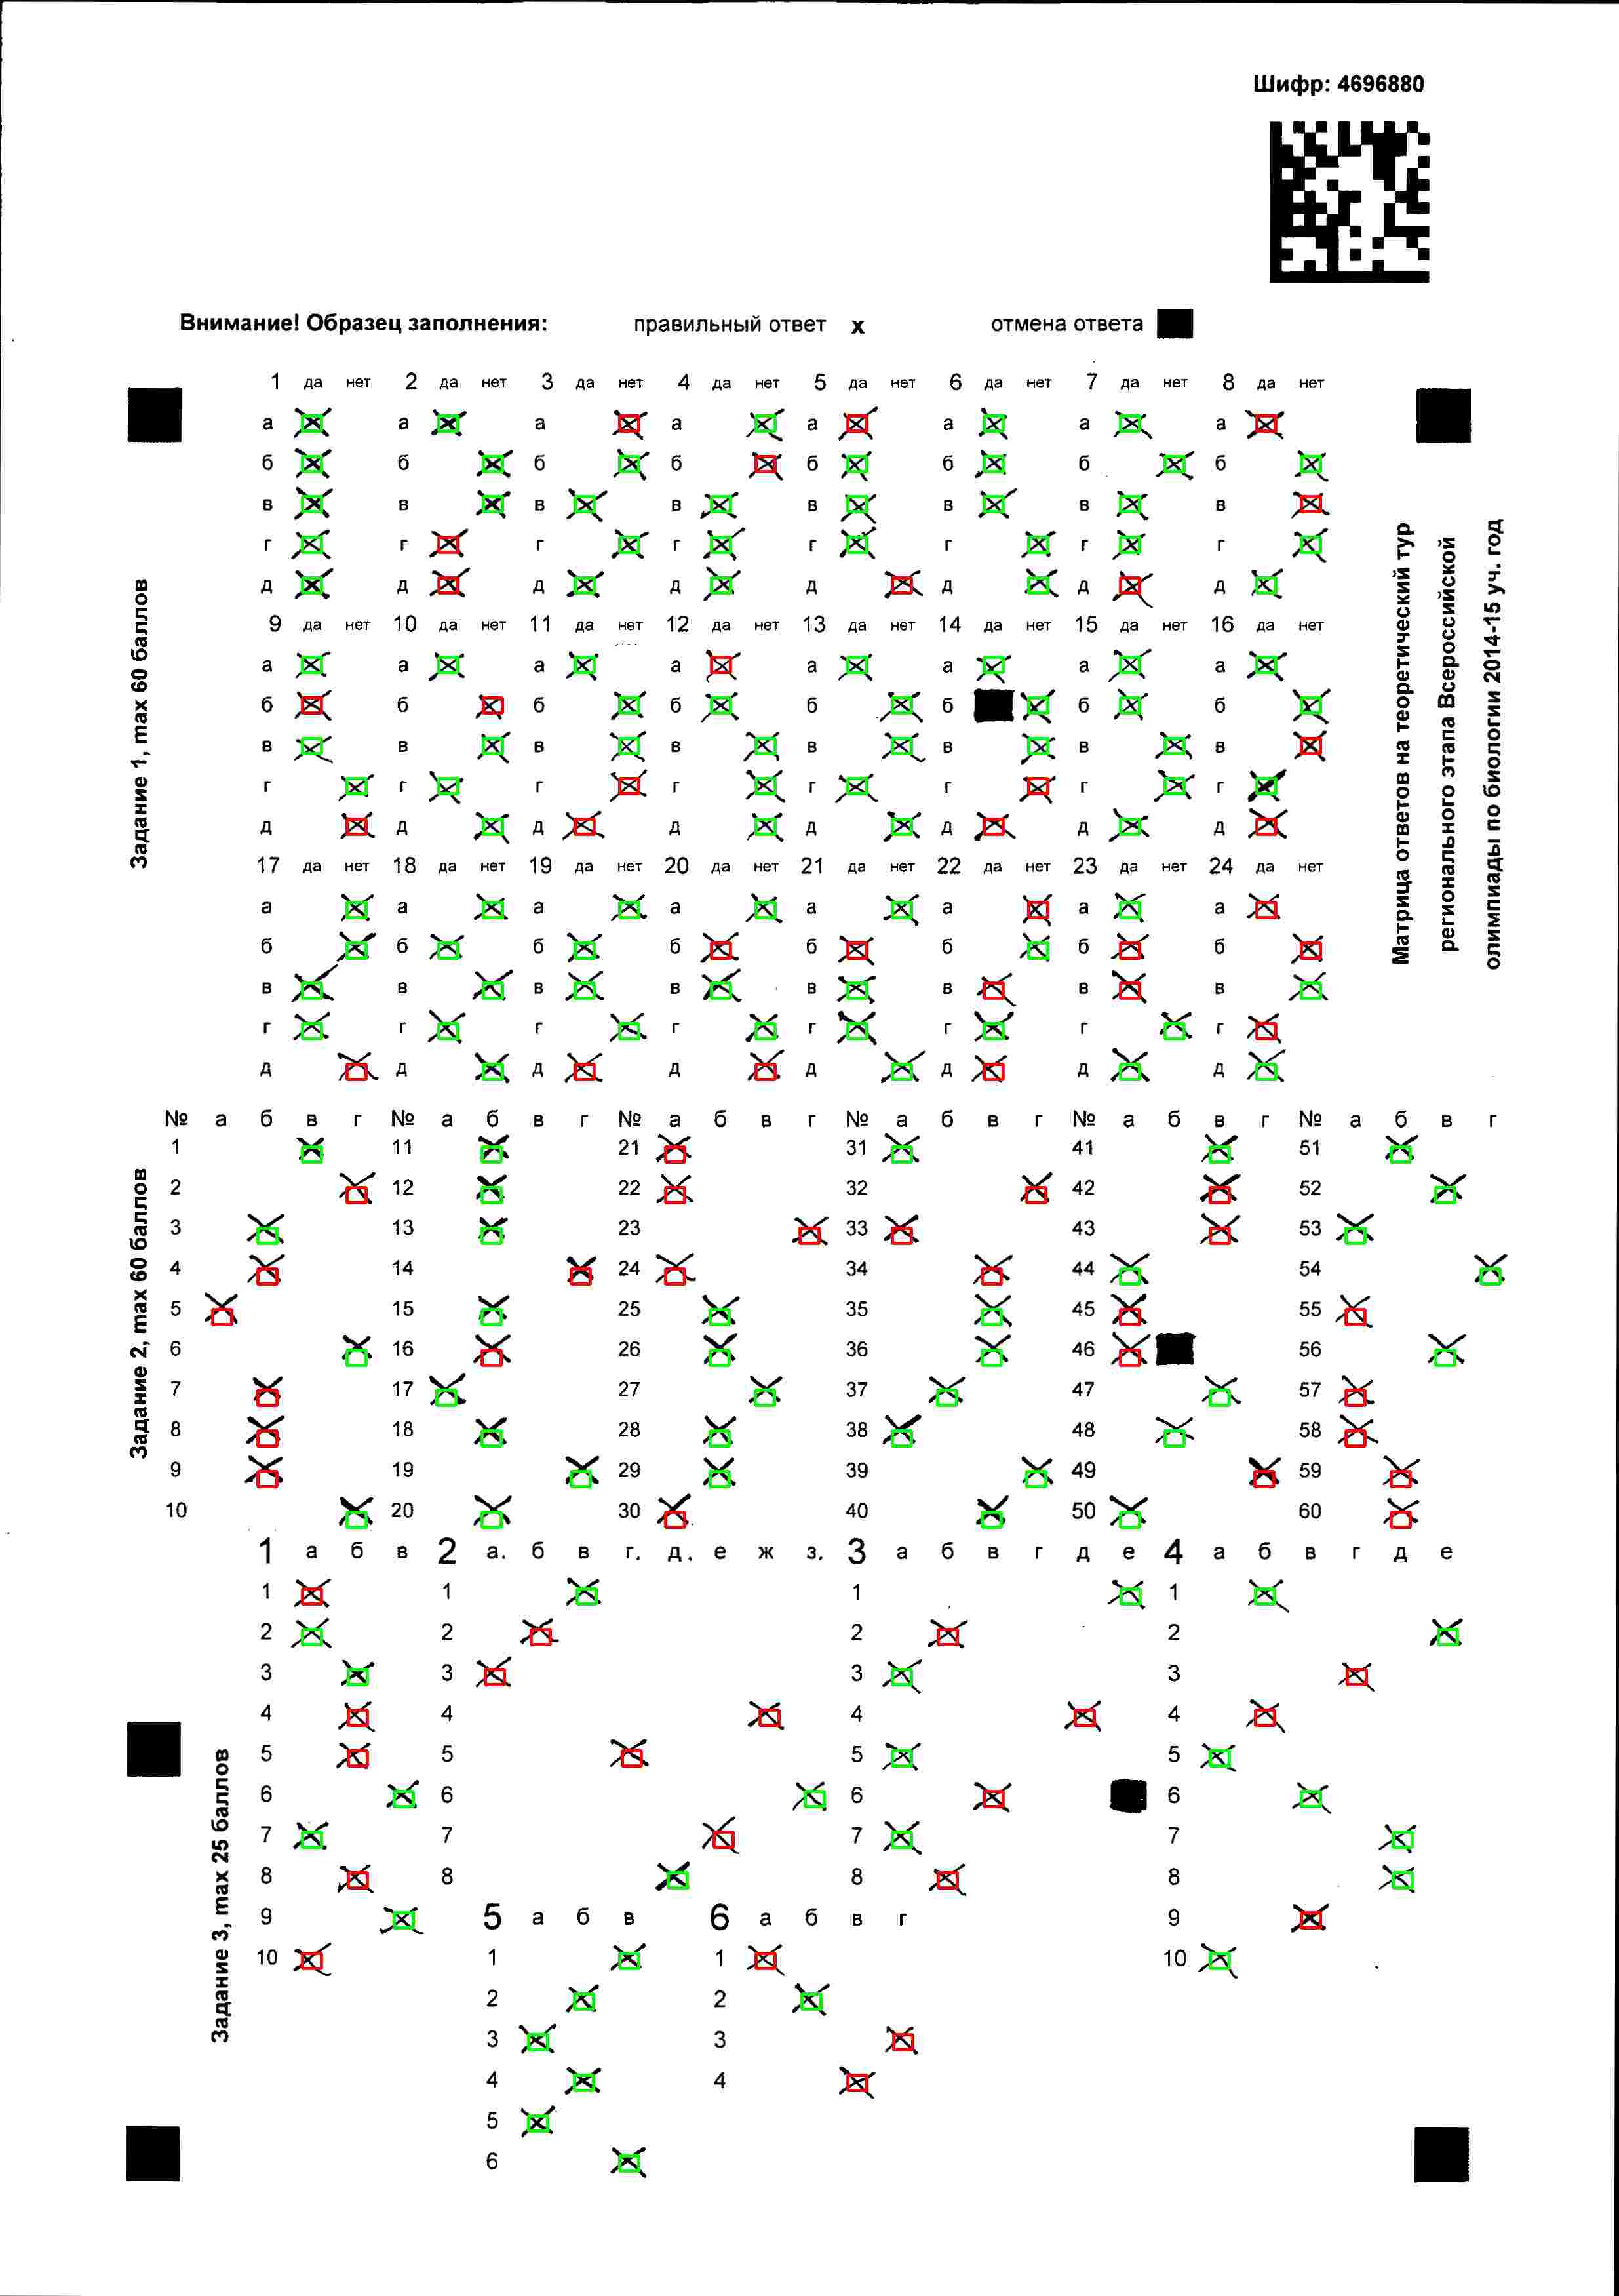 Шифр: 4696880
Внимание! Образец заполнения: правильный ответ x отмена ответа
1 да нет 2 да нет 3 да нет 4 да нет 5 да нет 6 да нет 7 да нет 8 да нет
а а а а а а а а
б б б б б б б б
в в в в в в в в
г г г г г г г г
д д д д д д д д
9 да нет 10 да нет 11 да нет 12 да нет 13 да нет 14 да нет 15 да нет 16 да нет
а а а а а а а а
б б б б б б б б
в в в в в в в в
г г г г г г г г
д д д д д д д д
17 да нет 18 да нет 19 да нет 20 да нет 21 да нет 22 да нет 23 да нет 24 да нет
а а а а а а а а
б б б б б б б б
в в в в в в в в
г г г г г г г г
д д д д д д д д
Задание 1, max 60 баллов
Матрица ответов на теоретический тур
регионального этапа Всероссийской
олимпиады по биологии 2014-15 уч. год
№ а б в г № а б в г № а б в г № а б в г № а б в г № а б в г
1 11 21 31 41 51
2 12 22 32 42 52
3 13 23 33 43 53
4 14 24 34 44 54
5 15 25 35 45 55
6 16 26 36 46 56
7 17 27 37 47 57
8 18 28 38 48 58
9 19 29 39 49 59
10 20 30 40 50 60
Задание 2, max 60 баллов
1 а б в 2 а. б в г. д. е ж з. 3 а б в г д е 4 а б в г д е
1 1 1 1
2 2 2 2
3 3 3 3
4 4 4 4
5 5 5 5
6 6 6 6
7 7 7 7
8 8 8 8
9 5 а б в 6 а б в г 9
10 1 1 10
2 2
3 3
4 4
5
6
Задание 3, max 25 баллов